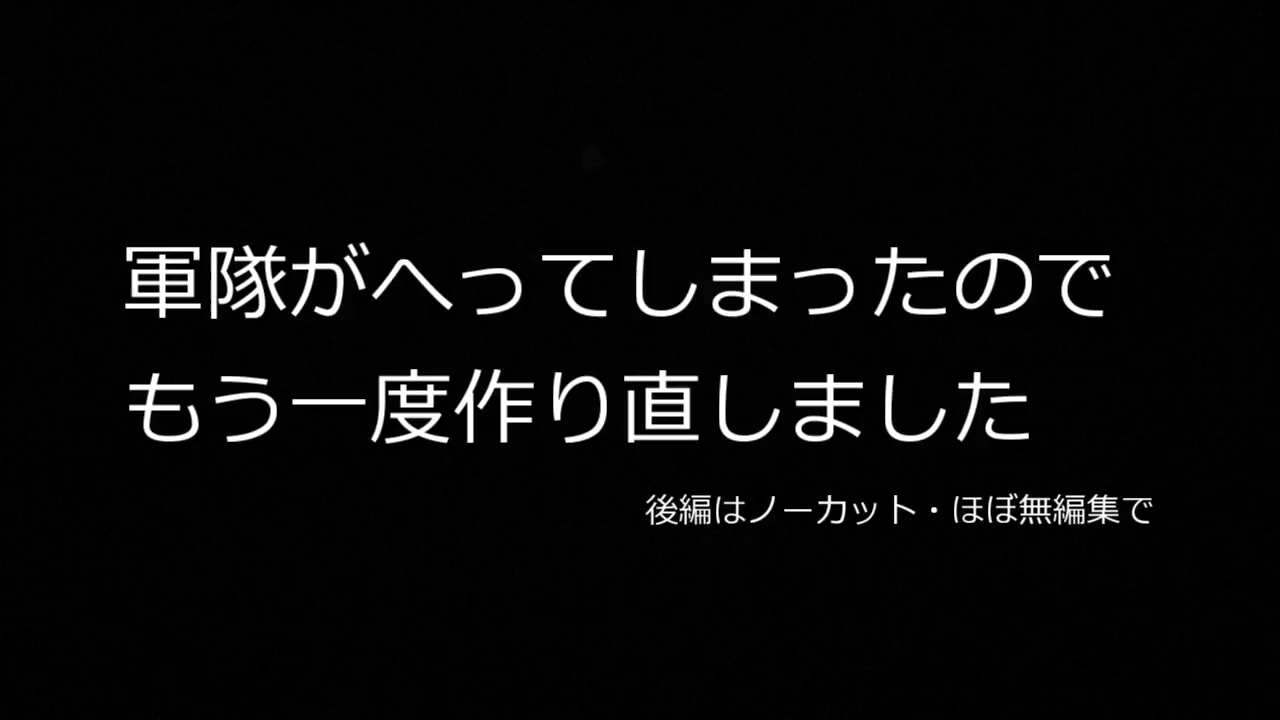 軍隊がへってしまったので
もう一度作り直しました
後編はノーカット・ほぼ無編集で